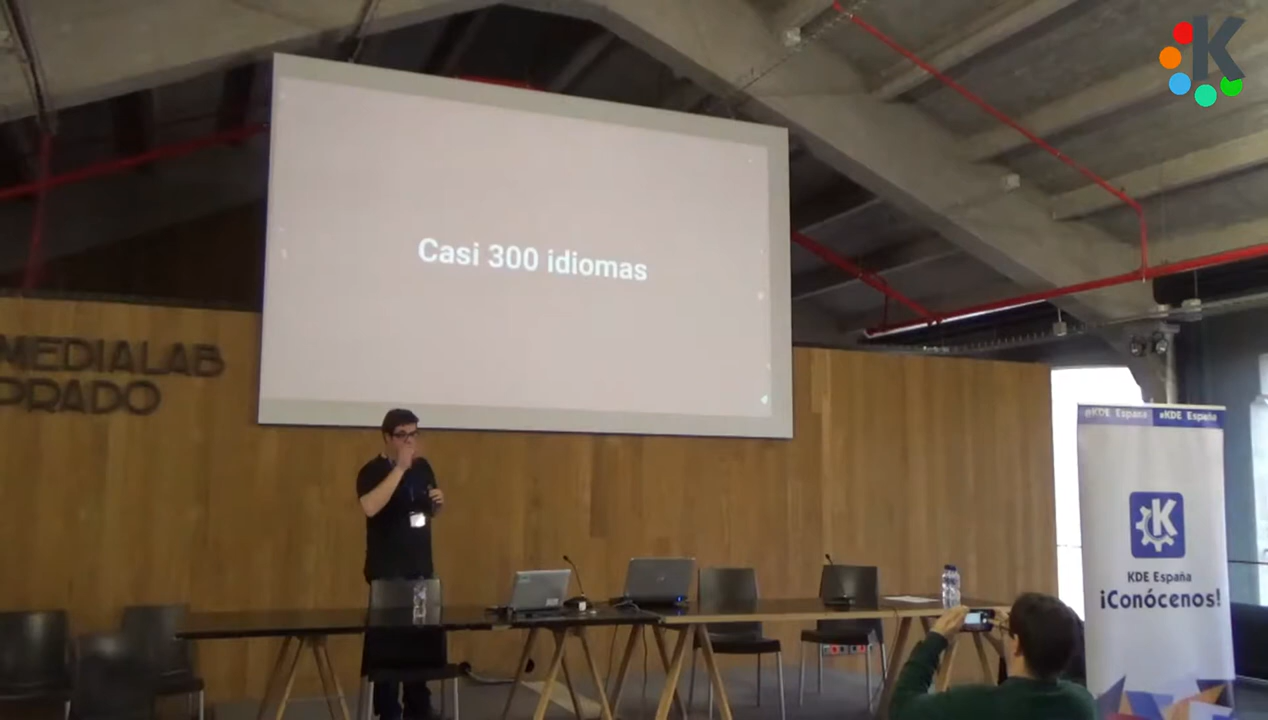 K
Casi 300 idiomas
MEDIALAB
PRADO
@KDE España #KDE España
K
KDE España
¡Conócenos!